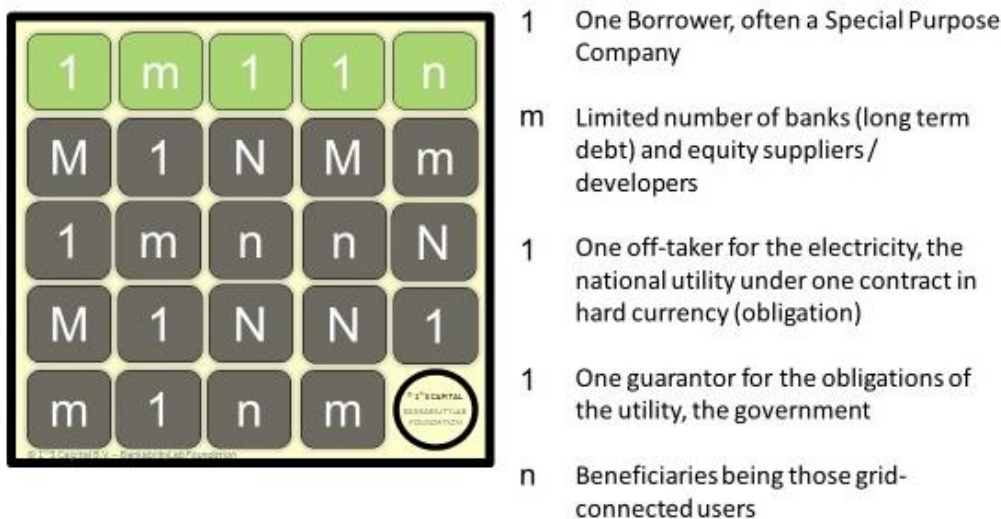 1 m 1 1 n
M 1 N M m
1 m n n N
M 1 N N 1
m 1 n m
FOUNDATION
1 One Borrower, often a Special Purpose
Company
m Limited number of banks (long term
debt) and equity suppliers/
developers
1 One off-taker for the electricity, the
national utility under one contract in
hard currency (obligation)
1 One guarantor for the obligations of
the utility, the government
n Beneficiaries being those grid-
connected users